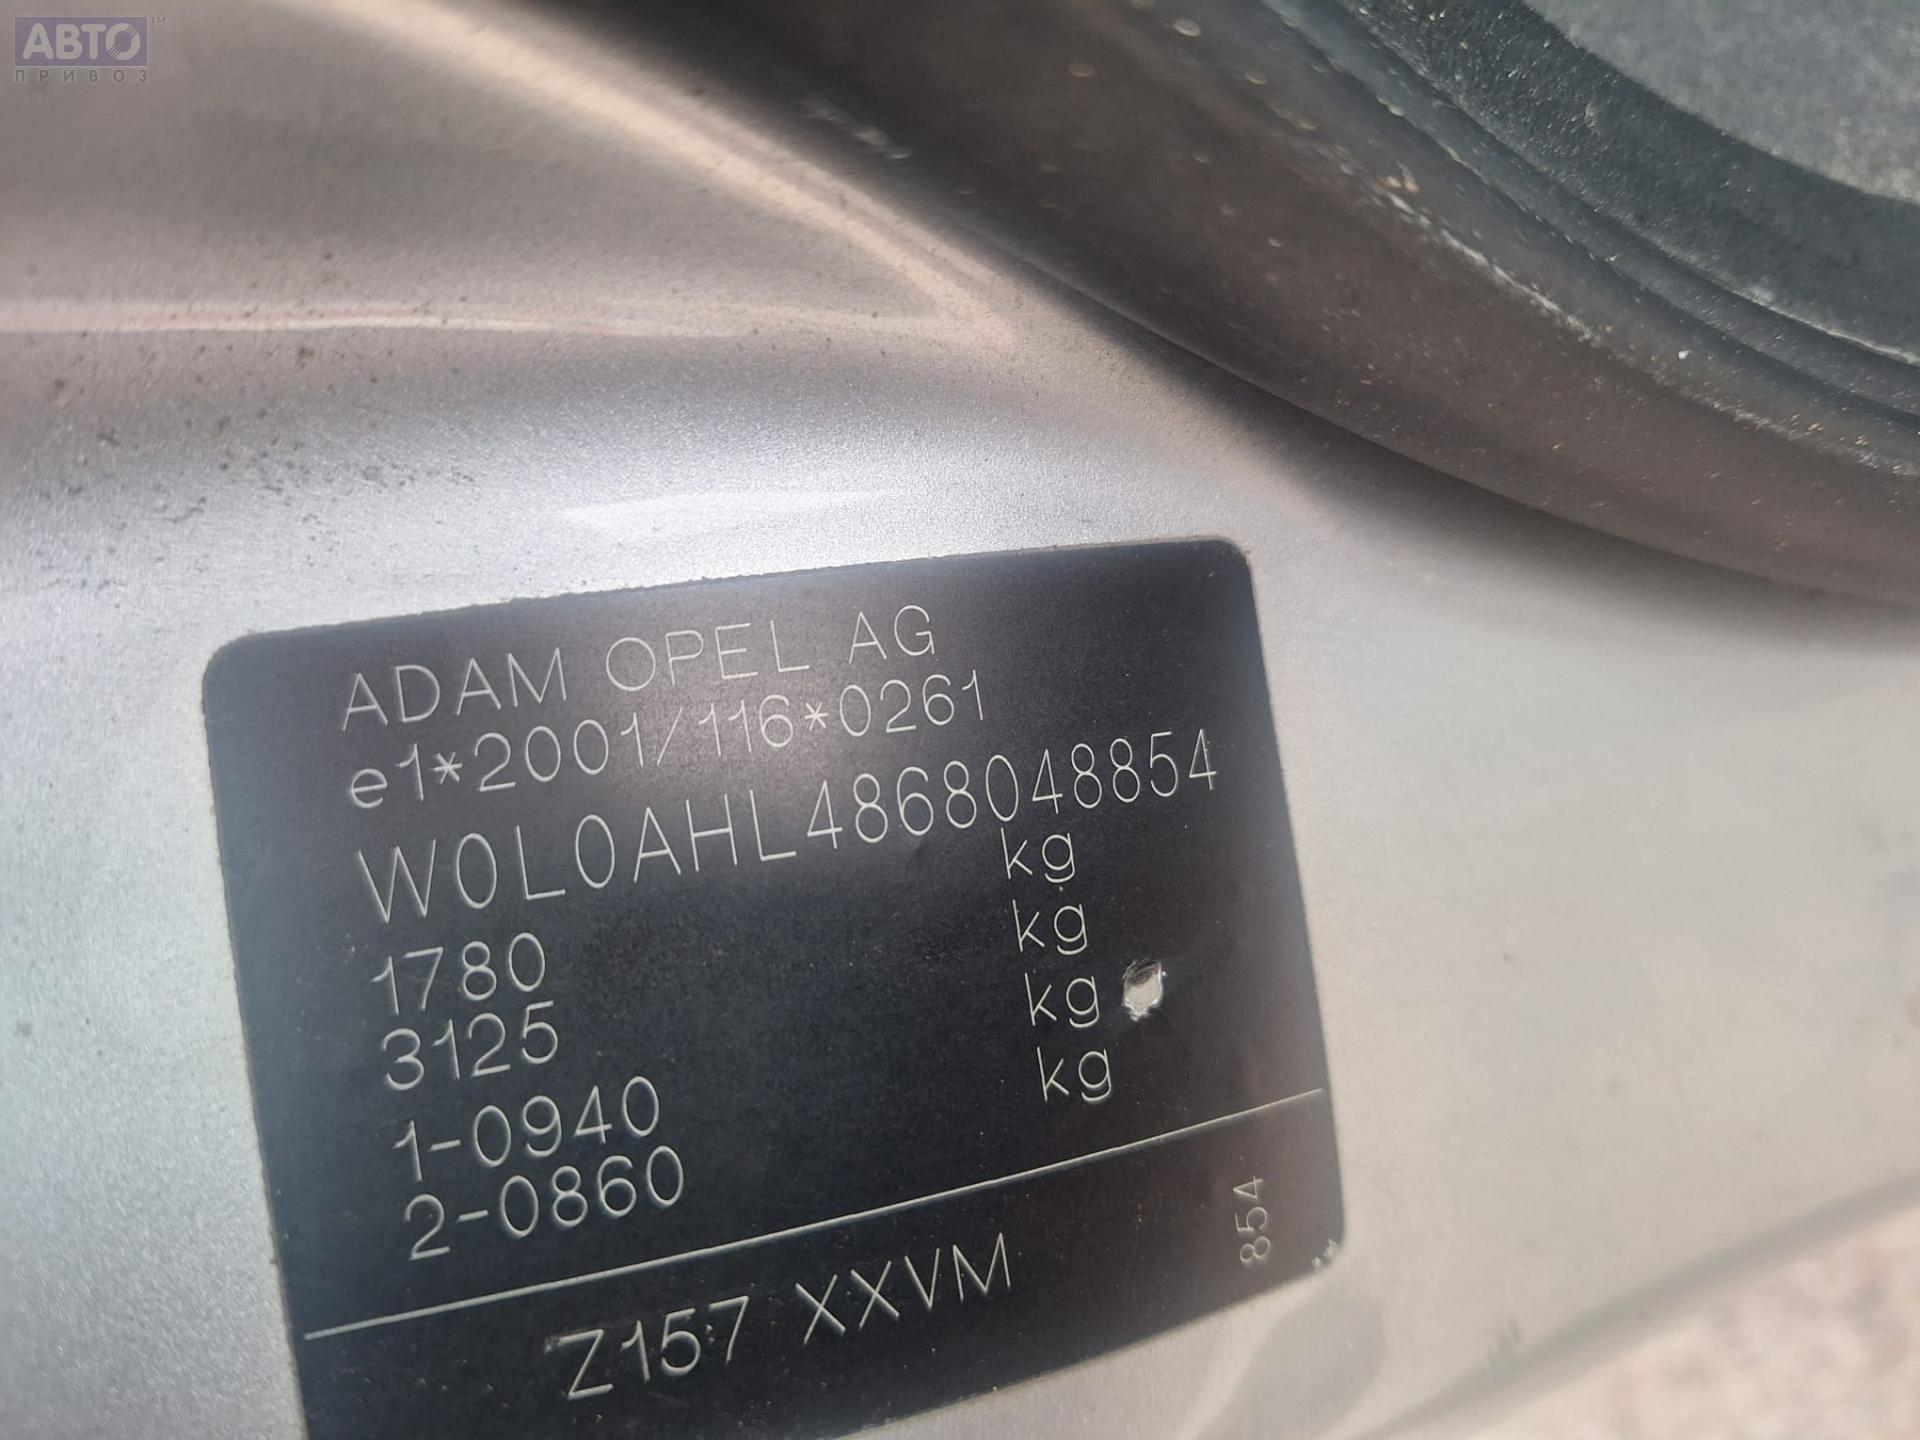 АВТО™
ПРИВОЗ
ADAM OPEL AG
e1*2001/116*0261
W0L0AHL4868048854
1780 kg
3125 kg
1-0940 kg
2-0860 kg
Z157 XXVM
854